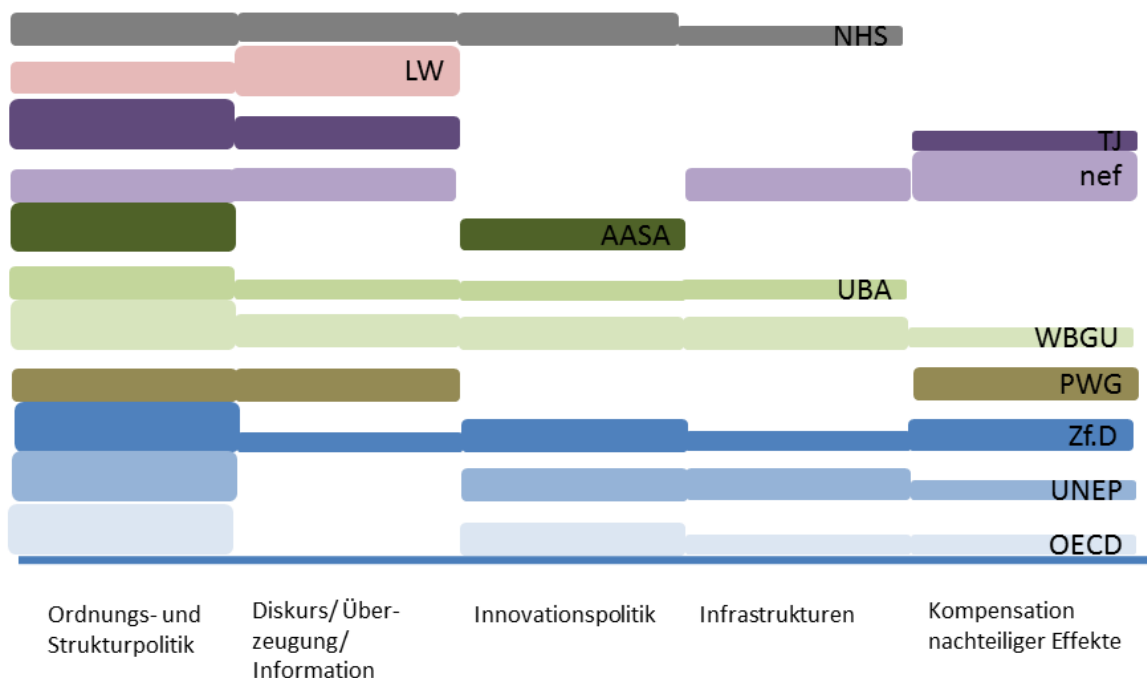 NHS
LW
TJ
nef
AASA
UBA
WBGU
PWG
Zf.D
UNEP
OECD
Ordnungs- und
Strukturpolitik
Diskurs/ Über-
zeugung/
Information
Innovationspolitik
Infrastrukturen
Kompensation
nachteiliger Effekte